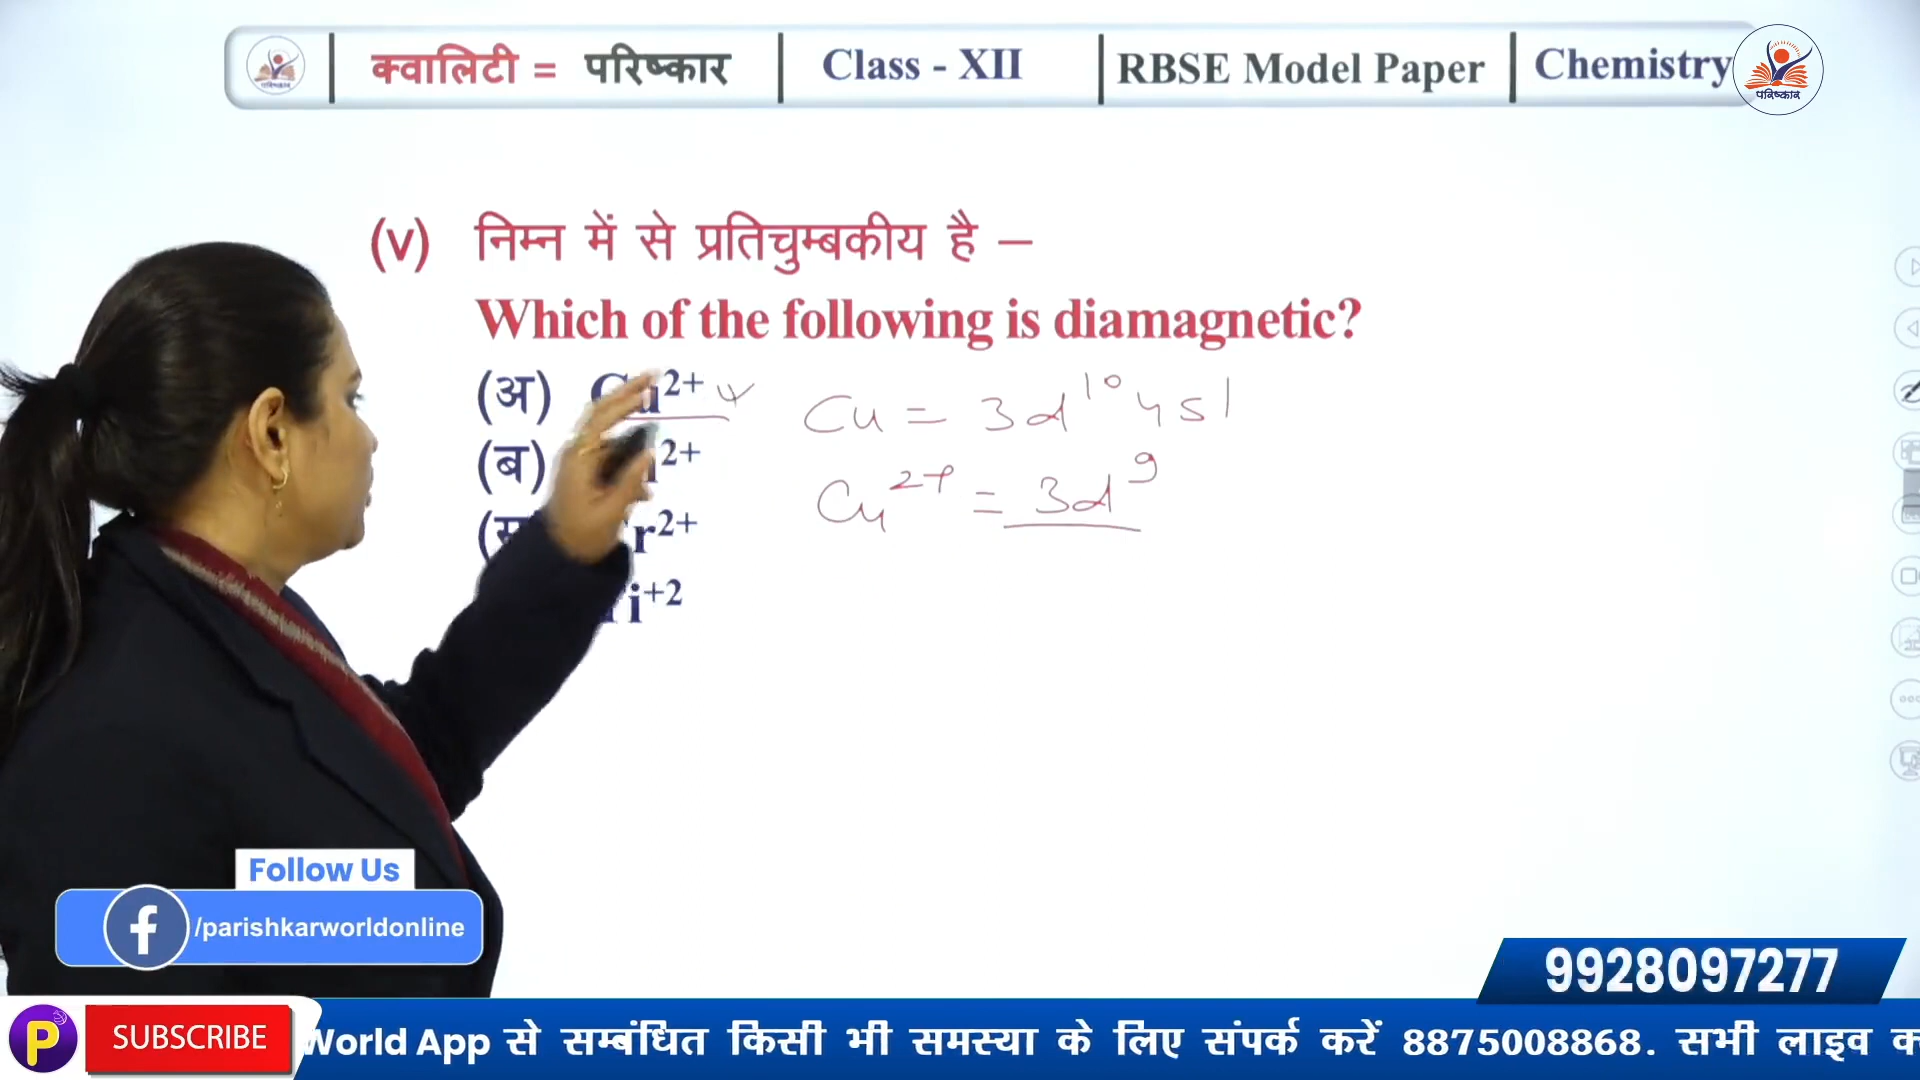 क्वालिटी = परिष्कार | Class - XII | RBSE Model Paper | Chemistry
परिष्कार
(v) निम्न में से प्रतिचुम्बकीय है –
Which of the following is diamagnetic?
(अ) Cu²⁺ Cu = 3d¹⁰ 4s¹
(ब) ²⁺ Cu²⁺ = 3d⁹
r²⁺
i⁺²
Follow Us
/parishkarworldonline
9928097277
SUBSCRIBE
World App से सम्बंधित किसी भी समस्या के लिए संपर्क करें 8875008868. सभी लाइव